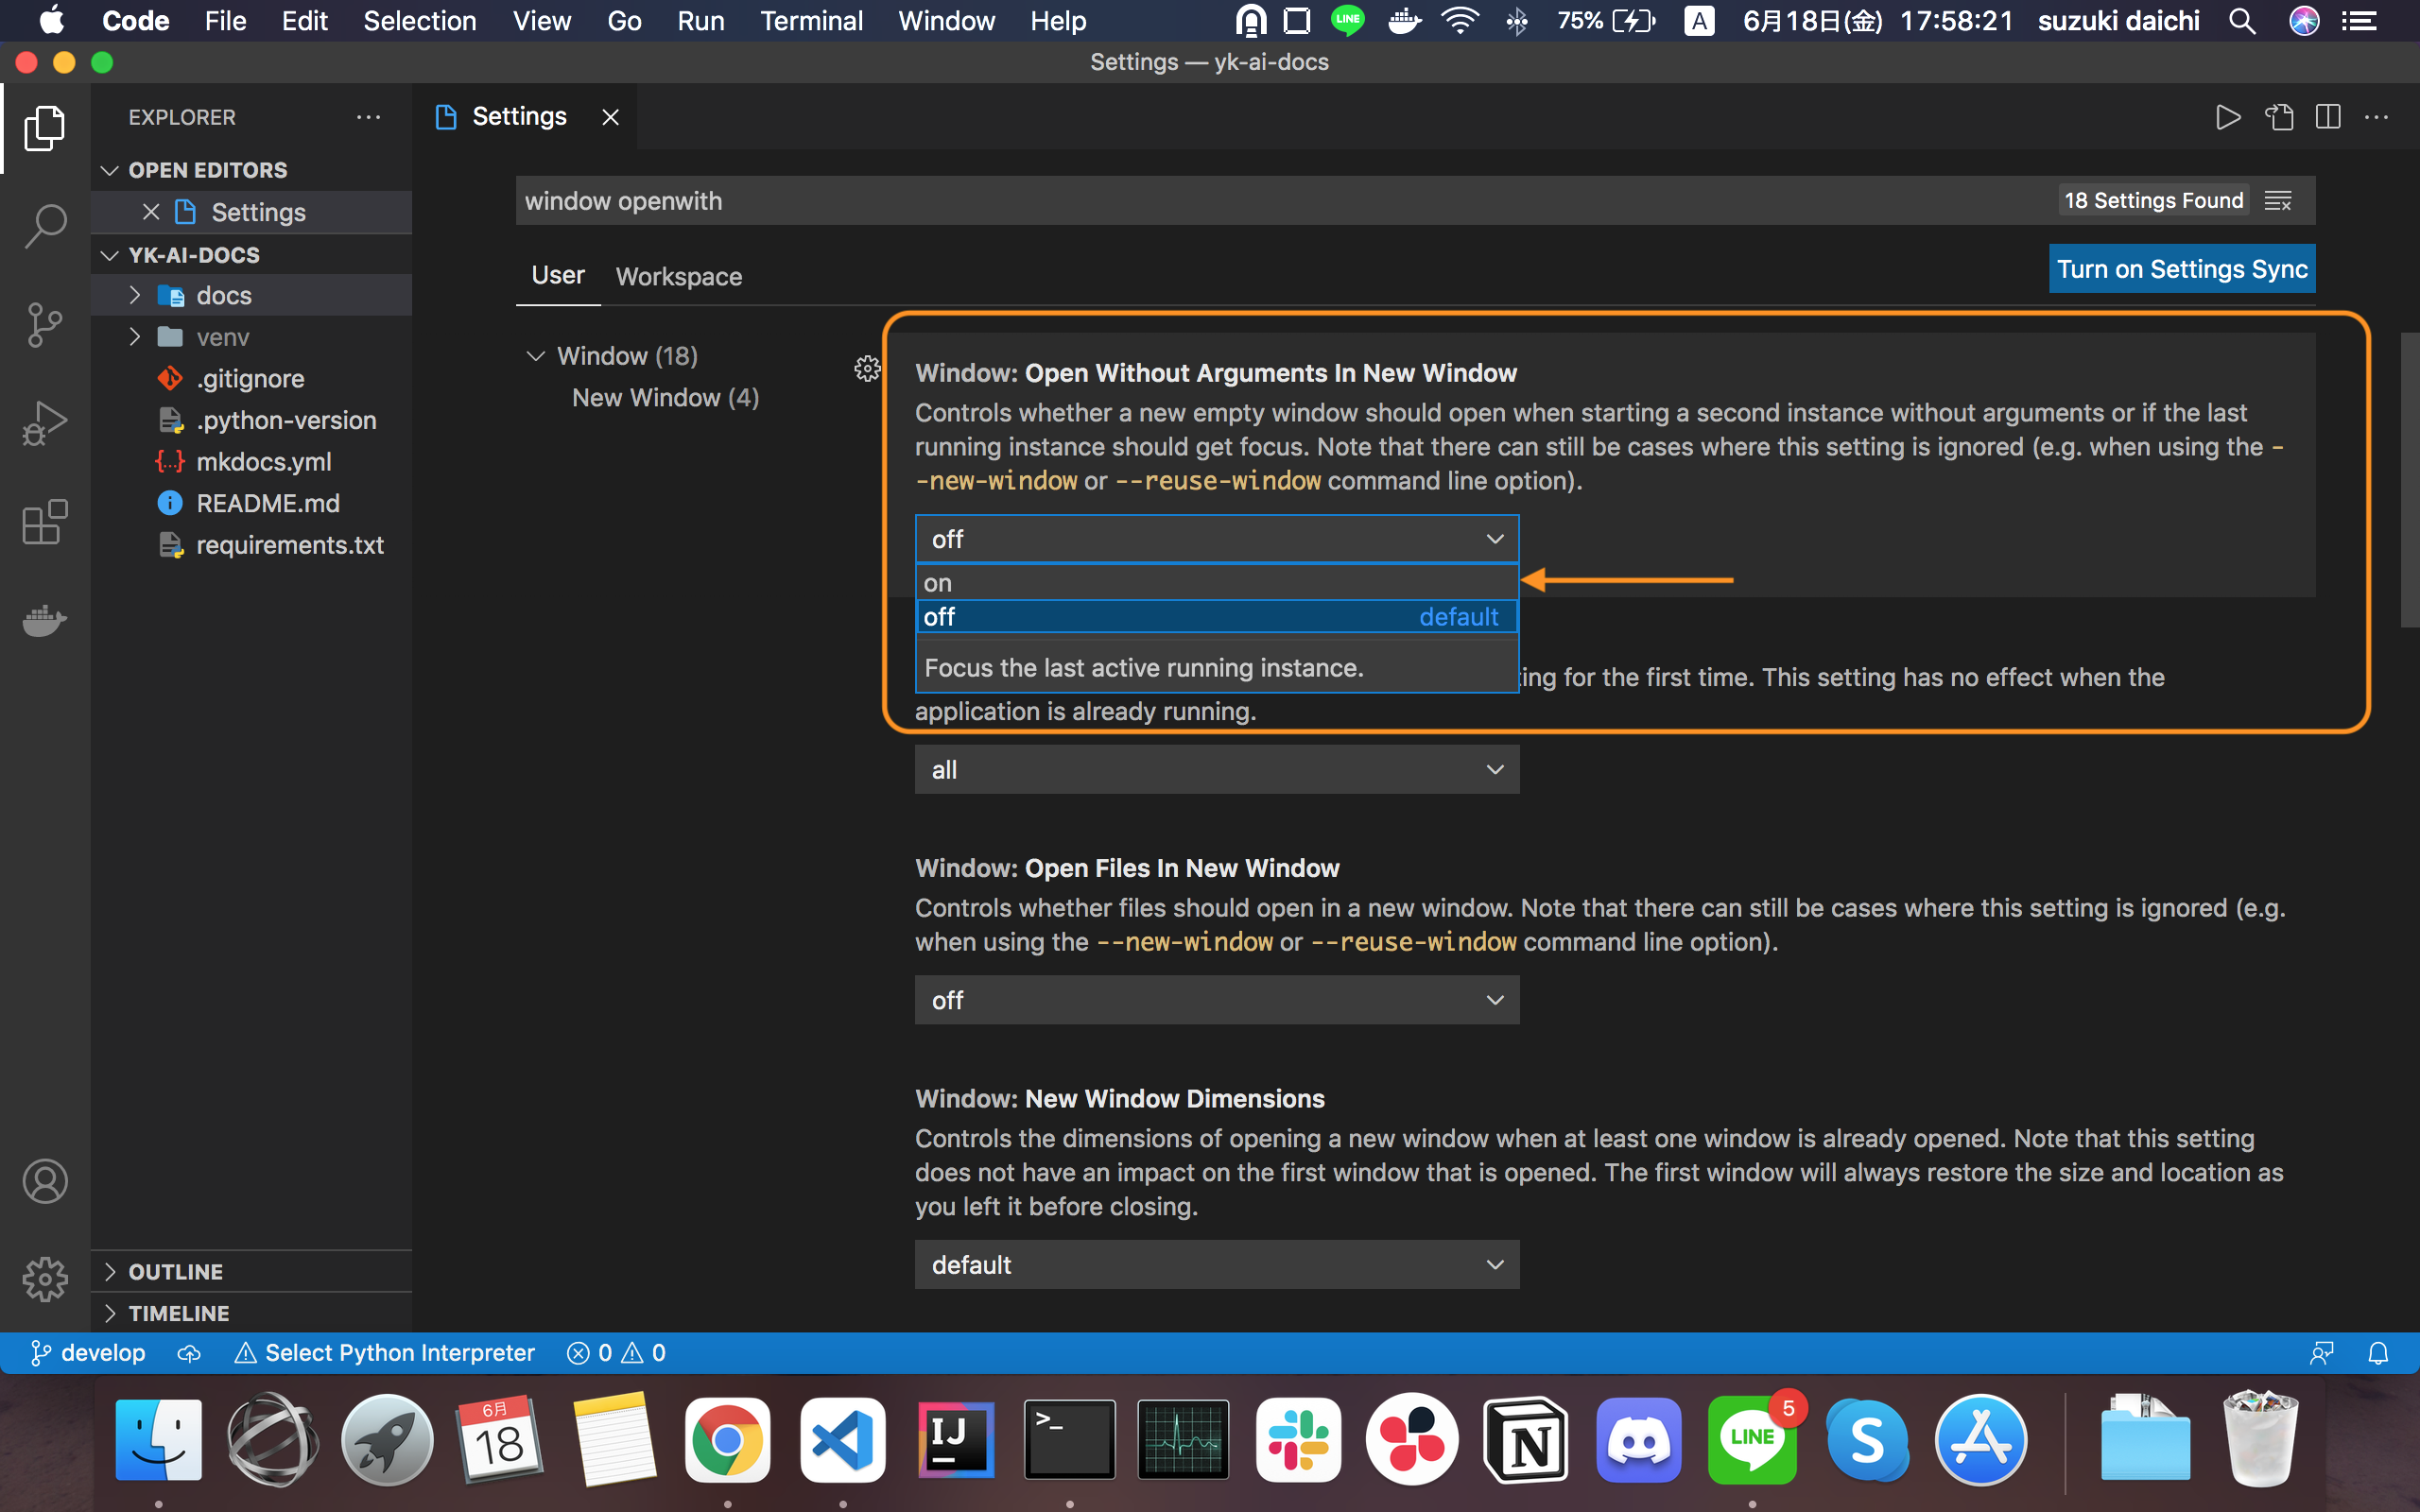 Code File Edit Selection View Go Run Terminal Window Help LINE 75% A 6月18日(金) 17:58:21 suzuki daichi
Settings — yk-ai-docs
EXPLORER
Settings
OPEN EDITORS
Settings
YK-AI-DOCS
docs
venv
.gitignore
.python-version
mkdocs.yml
README.md
requirements.txt
OUTLINE
TIMELINE
window openwith
18 Settings Found
User Workspace
Turn on Settings Sync
Window (18)
New Window (4)
Window: Open Without Arguments In New Window
Controls whether a new empty window should open when starting a second instance without arguments or if the last
running instance should get focus. Note that there can still be cases where this setting is ignored (e.g. when using the -
-new-window or --reuse-window command line option).
off
on
off default
Focus the last active running instance.
ting for the first time. This setting has no effect when the
application is already running.
all
Window: Open Files In New Window
Controls whether files should open in a new window. Note that there can still be cases where this setting is ignored (e.g.
when using the --new-window or --reuse-window command line option).
off
Window: New Window Dimensions
Controls the dimensions of opening a new window when at least one window is already opened. Note that this setting
does not have an impact on the first window that is opened. The first window will always restore the size and location as
you left it before closing.
default
develop Select Python Interpreter 0 0
6月
18
IJ
>_
N
LINE
5
S